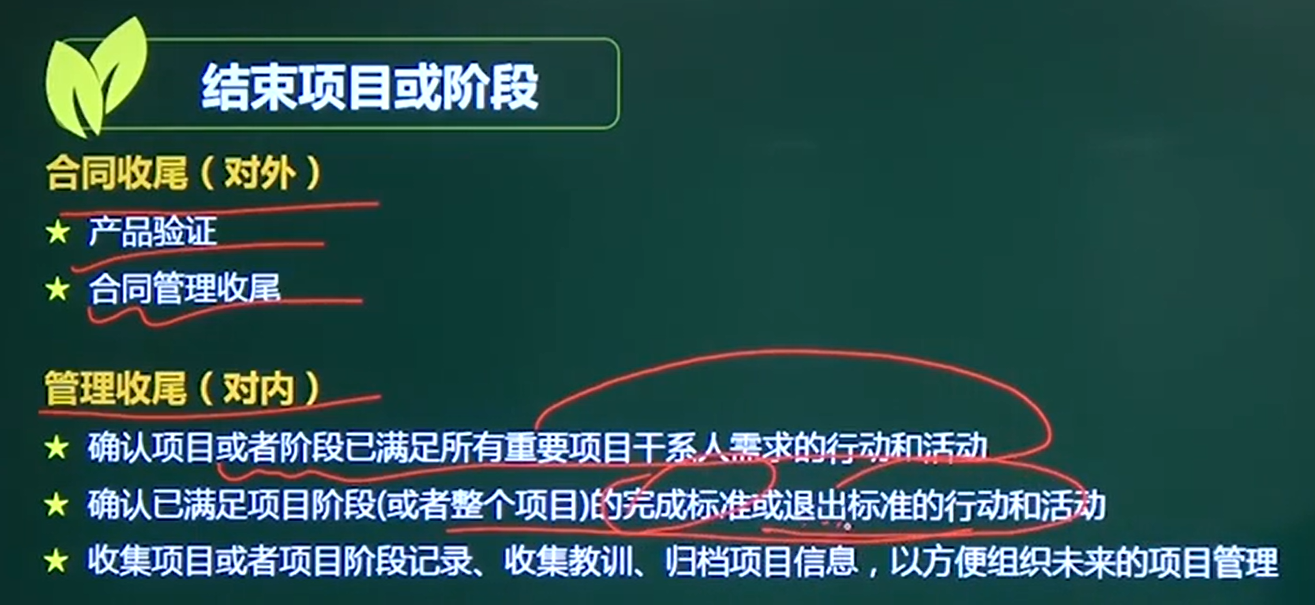 结束项目或阶段
合同收尾（对外）
★ 产品验证
★ 合同管理收尾
管理收尾（对内）
★ 确认项目或者阶段已满足所有重要项目干系人需求的行动和活动
★ 确认已满足项目阶段(或者整个项目)的完成标准或退出标准的行动和活动
★ 收集项目或者项目阶段记录、收集教训、归档项目信息，以方便组织未来的项目管理